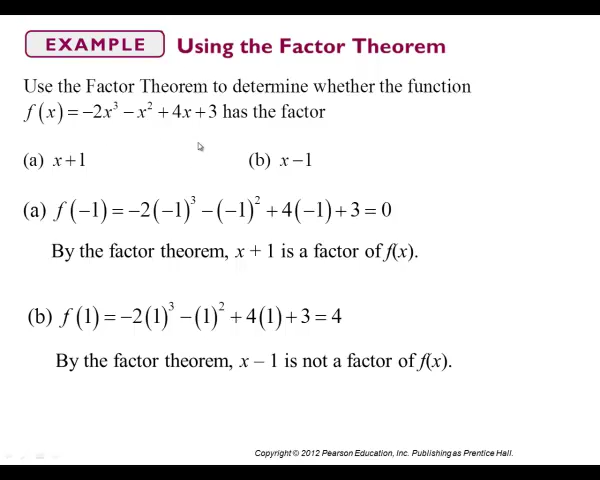 EXAMPLE Using the Factor Theorem
Use the Factor Theorem to determine whether the function
f(x) = −2x³ − x² + 4x + 3 has the factor
(a) x + 1 (b) x − 1
(a) f(−1) = −2(−1)³ − (−1)² + 4(−1) + 3 = 0
By the factor theorem, x + 1 is a factor of f(x).
(b) f(1) = −2(1)³ − (1)² + 4(1) + 3 = 4
By the factor theorem, x – 1 is not a factor of f(x).
Copyright © 2012 Pearson Education, Inc. Publishing as Prentice Hall.